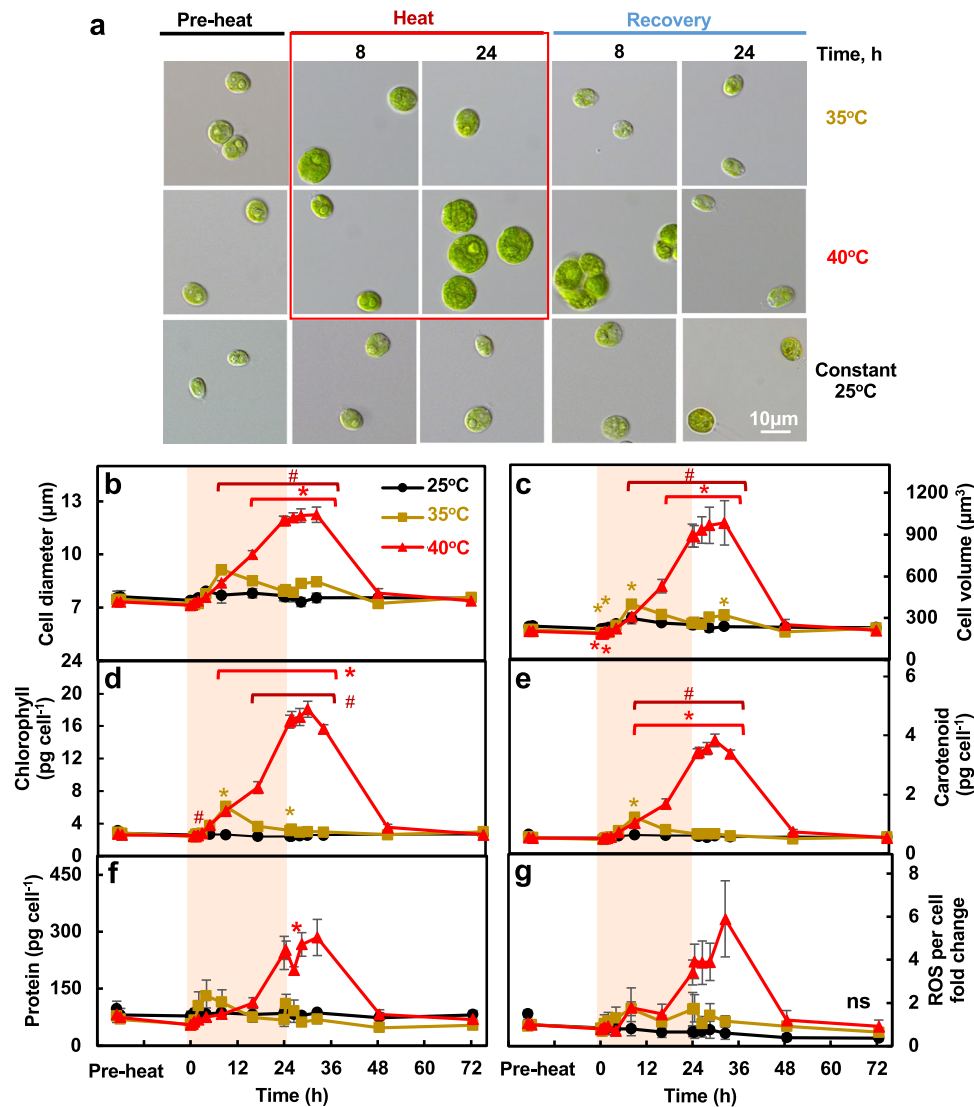 a
Pre-heat Heat Recovery
8 24 8 24 Time, h
35°C
40°C
Constant
25°C
10μm
b
Cell diameter (μm)
13
10
7
4
#
*
25°C
35°C
40°C
c
Cell volume (μm³)
1200
900
600
300
0
#
*
* * * *
* *
d
Chlorophyll
(pg cell⁻¹)
24
20
16
12
8
4
0
*
#
# * *
e
Carotenoid
(pg cell⁻¹)
6
4
2
0
#
*
*
f
Protein (pg cell⁻¹)
450
300
150
0
*
g
ROS per cell
fold change
8
6
4
2
0
ns
Pre-heat 0 12 24 36 48 60 72
Time (h)
Pre-heat 0 12 24 36 48 60 72
Time (h)